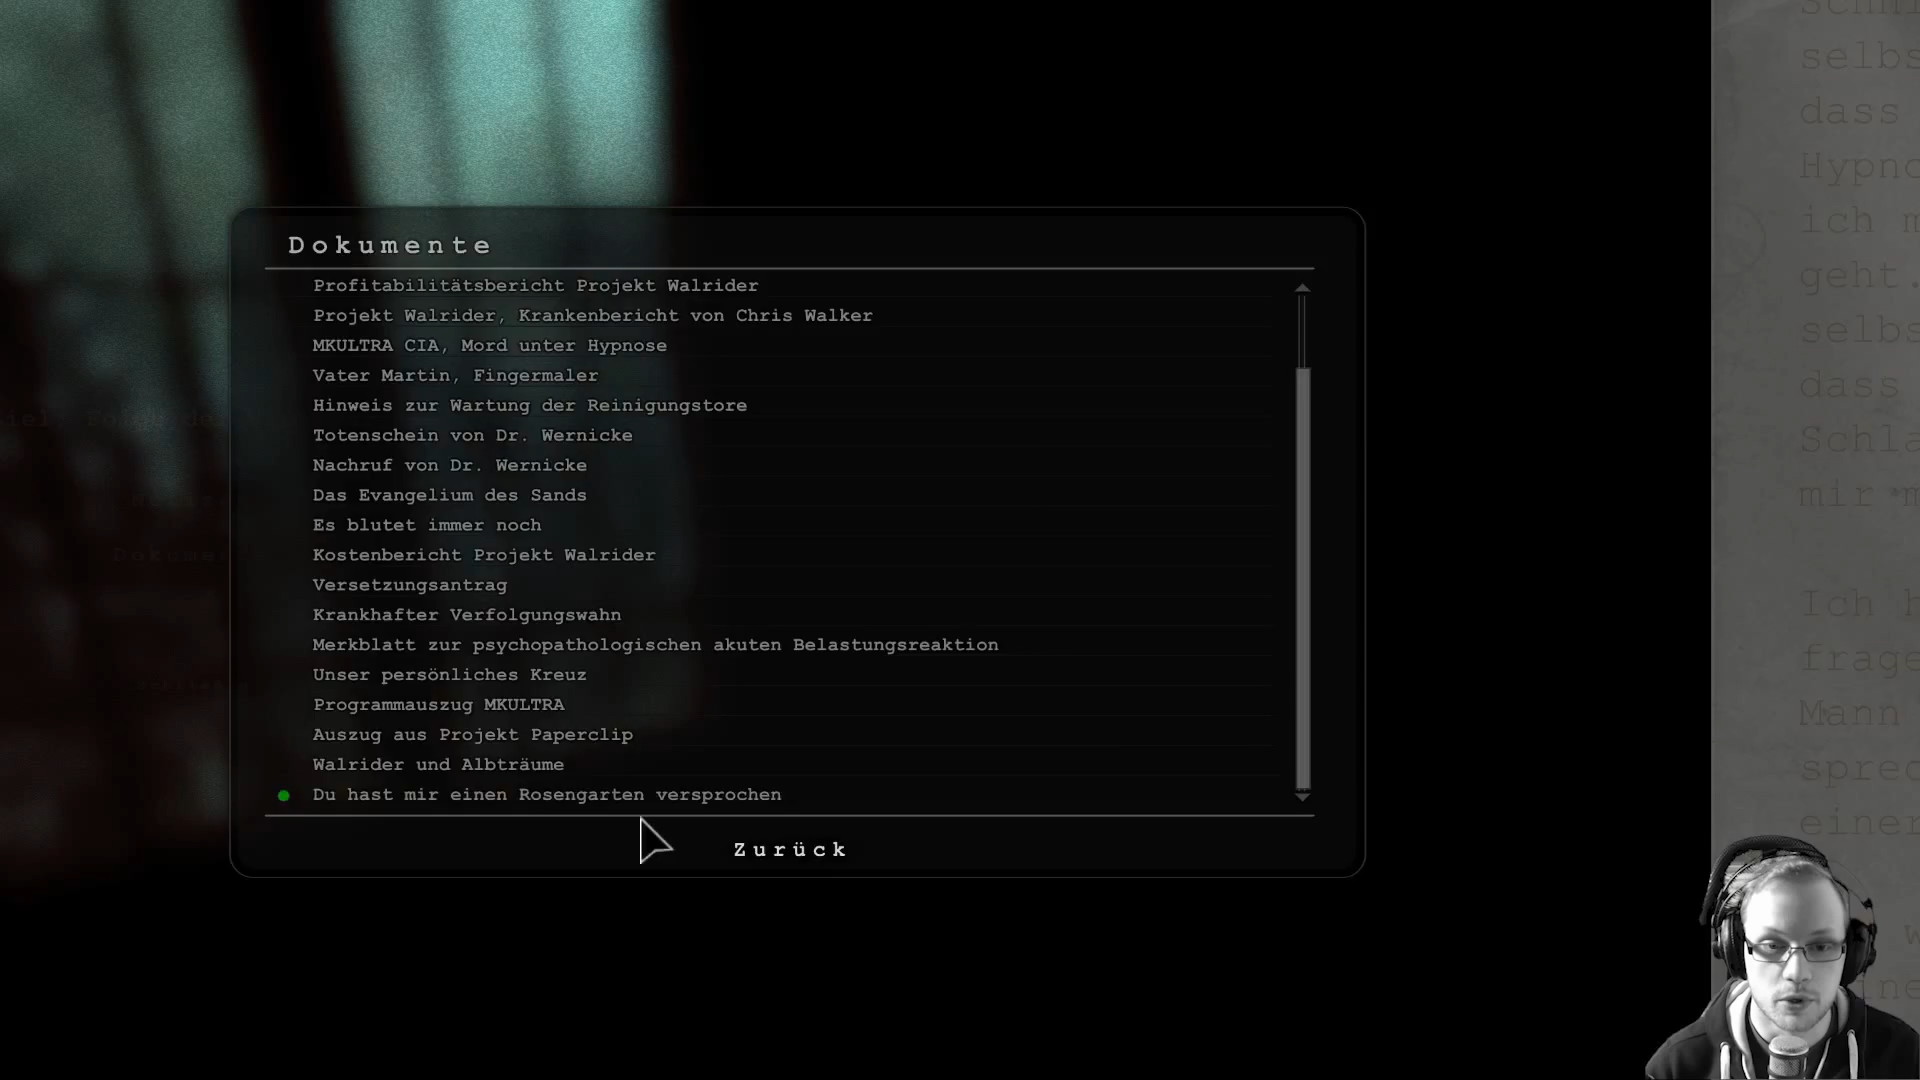 Dokumente
Profitabilitätsbericht Projekt Walrider
Projekt Walrider, Krankenbericht von Chris Walker
MKULTRA CIA, Mord unter Hypnose
Vater Martin, Fingermaler
Hinweis zur Wartung der Reinigungstore
Totenschein von Dr. Wernicke
Nachruf von Dr. Wernicke
Das Evangelium des Sands
Es blutet immer noch
Kostenbericht Projekt Walrider
Versetzungsantrag
Krankhafter Verfolgungswahn
Merkblatt zur psychopathologischen akuten Belastungsreaktion
Unser persönliches Kreuz
Programmauszug MKULTRA
Auszug aus Projekt Paperclip
Walrider und Albträume
Du hast mir einen Rosengarten versprochen
Zurück
selbs
dass
Hypno
ich m
geht.
selbs
dass
Schla
mir m
Ich h
frage
Mann
sprec
einer